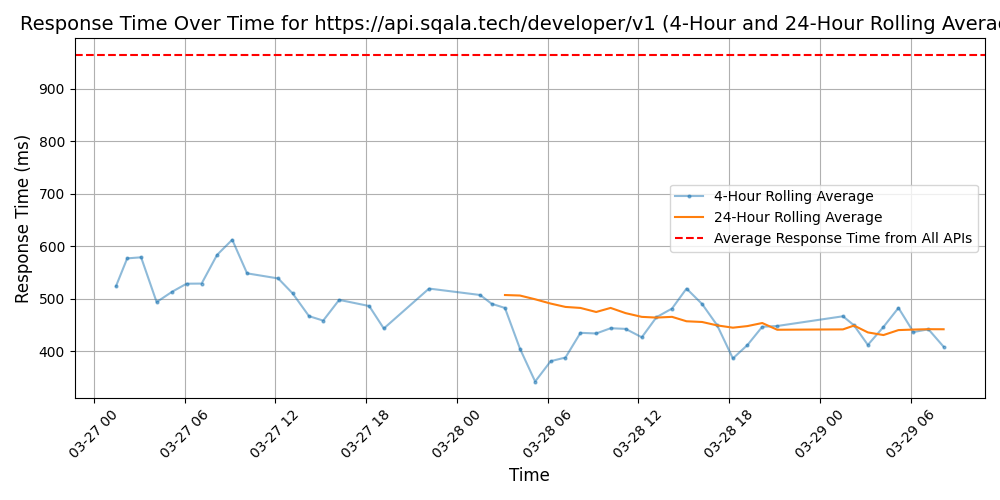 Response Time Over Time for https://api.sqala.tech/developer/v1 (4-Hour and 24-Hour Rolling Avera
Response Time (ms)
900
800
700
600
500
400
4-Hour Rolling Average
24-Hour Rolling Average
Average Response Time from All APIs
03-27 00
03-27 06
03-27 12
03-27 18
03-28 00
03-28 06
03-28 12
03-28 18
03-29 00
03-29 06
Time